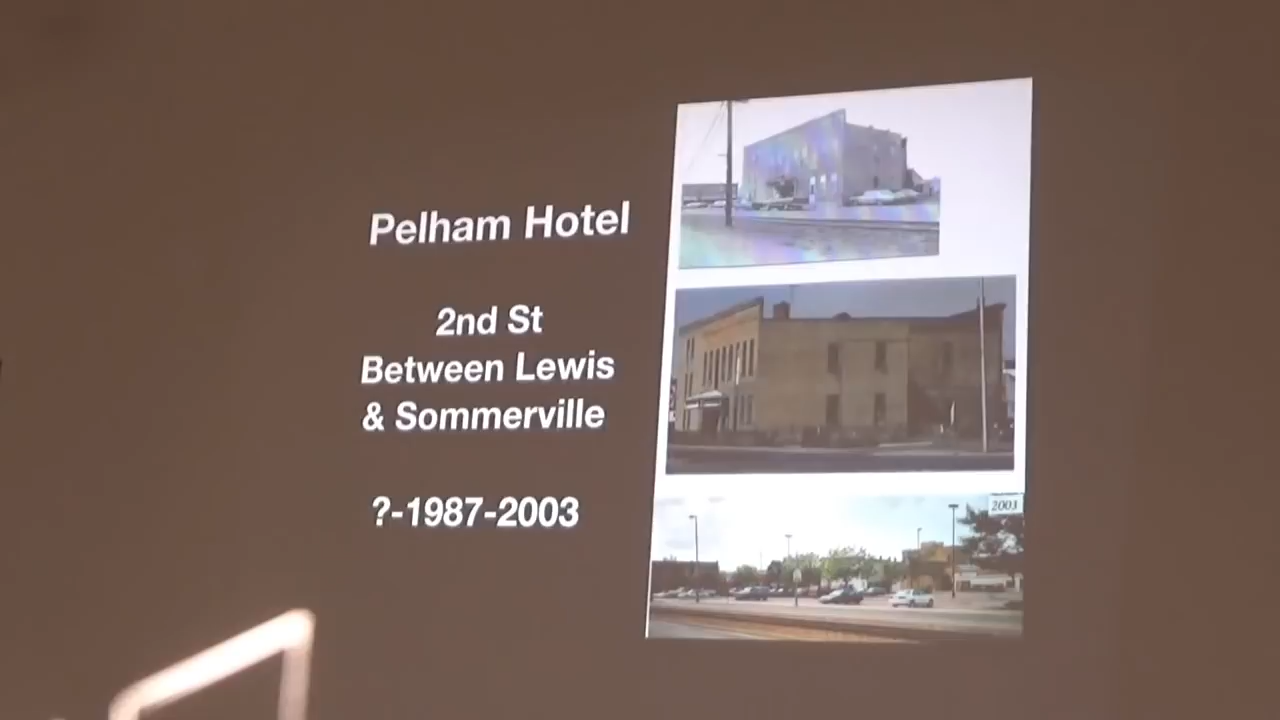 Pelham Hotel
2nd St
Between Lewis
& Sommerville
?-1987-2003
2003